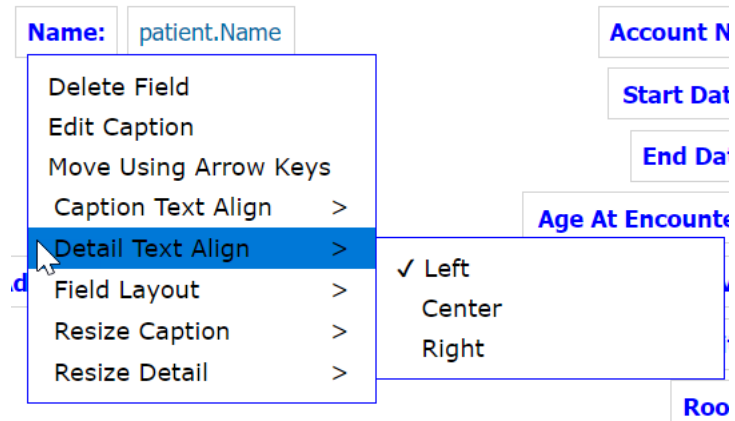 Name: patient.Name Account N
Delete Field
Start Dat
Edit Caption
End Dat
Move Using Arrow Keys
Caption Text Align >
Age At Encounte
Detail Text Align >
✓ Left
Field Layout >
Center
Resize Caption >
Right
Resize Detail >
Roo